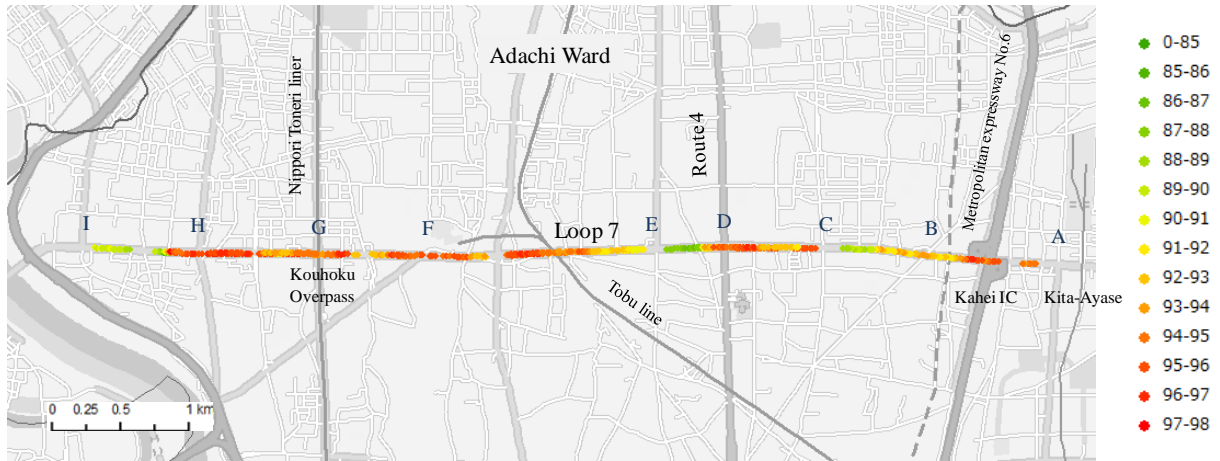 Adachi Ward
Nippori Toneri liner
Route 4
Metropolitan expressway No.6
I
H
G
F
Loop 7
E
D
C
B
A
Kouhoku
Overpass
Tobu line
Kahei IC
Kita-Ayase
0 0.25 0.5 1 km
0-85
85-86
86-87
87-88
88-89
89-90
90-91
91-92
92-93
93-94
94-95
95-96
96-97
97-98